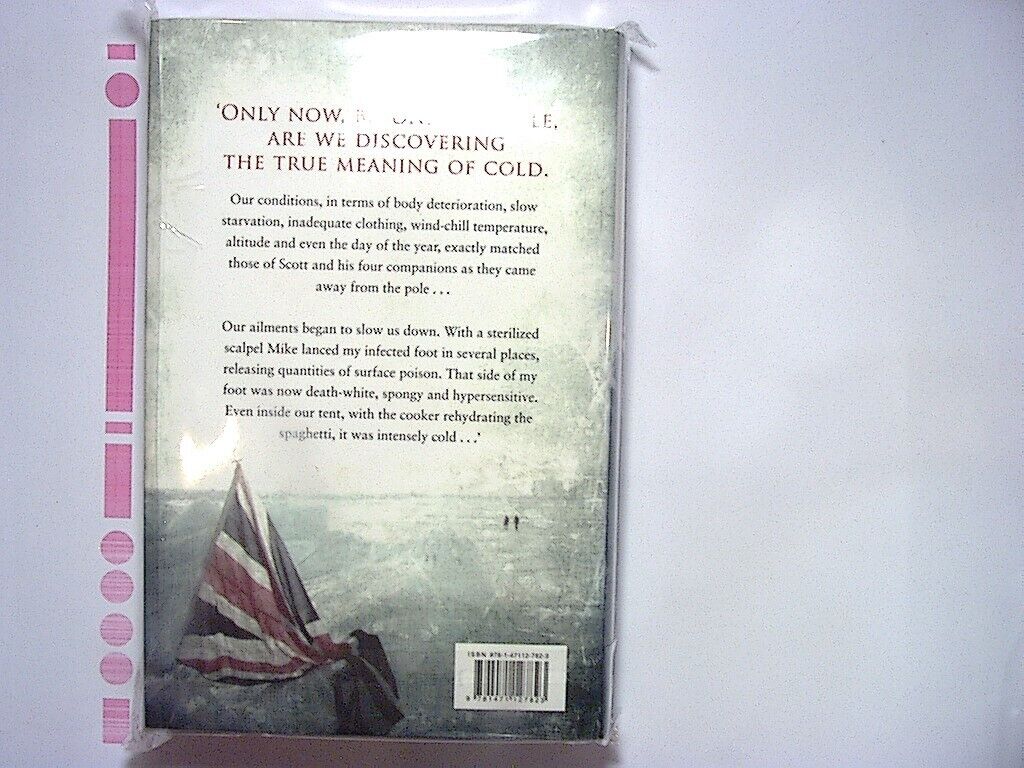 ‘ONLY NOW,
ARE WE DISCOVERING
THE TRUE MEANING OF COLD.
Our conditions, in terms of body deterioration, slow
starvation, inadequate clothing, wind-chill temperature,
altitude and even the day of the year, exactly matched
those of Scott and his four companions as they came
away from the pole . . .
Our ailments began to slow us down. With a sterilized
scalpel Mike lanced my infected foot in several places,
releasing quantities of surface poison. That side of my
foot was now death-white, spongy and hypersensitive.
Even inside our tent, with the cooker rehydrating the
spaghetti, it was intensely cold . . .’
ISBN 978-1-47112-782-3
9 781471 127823